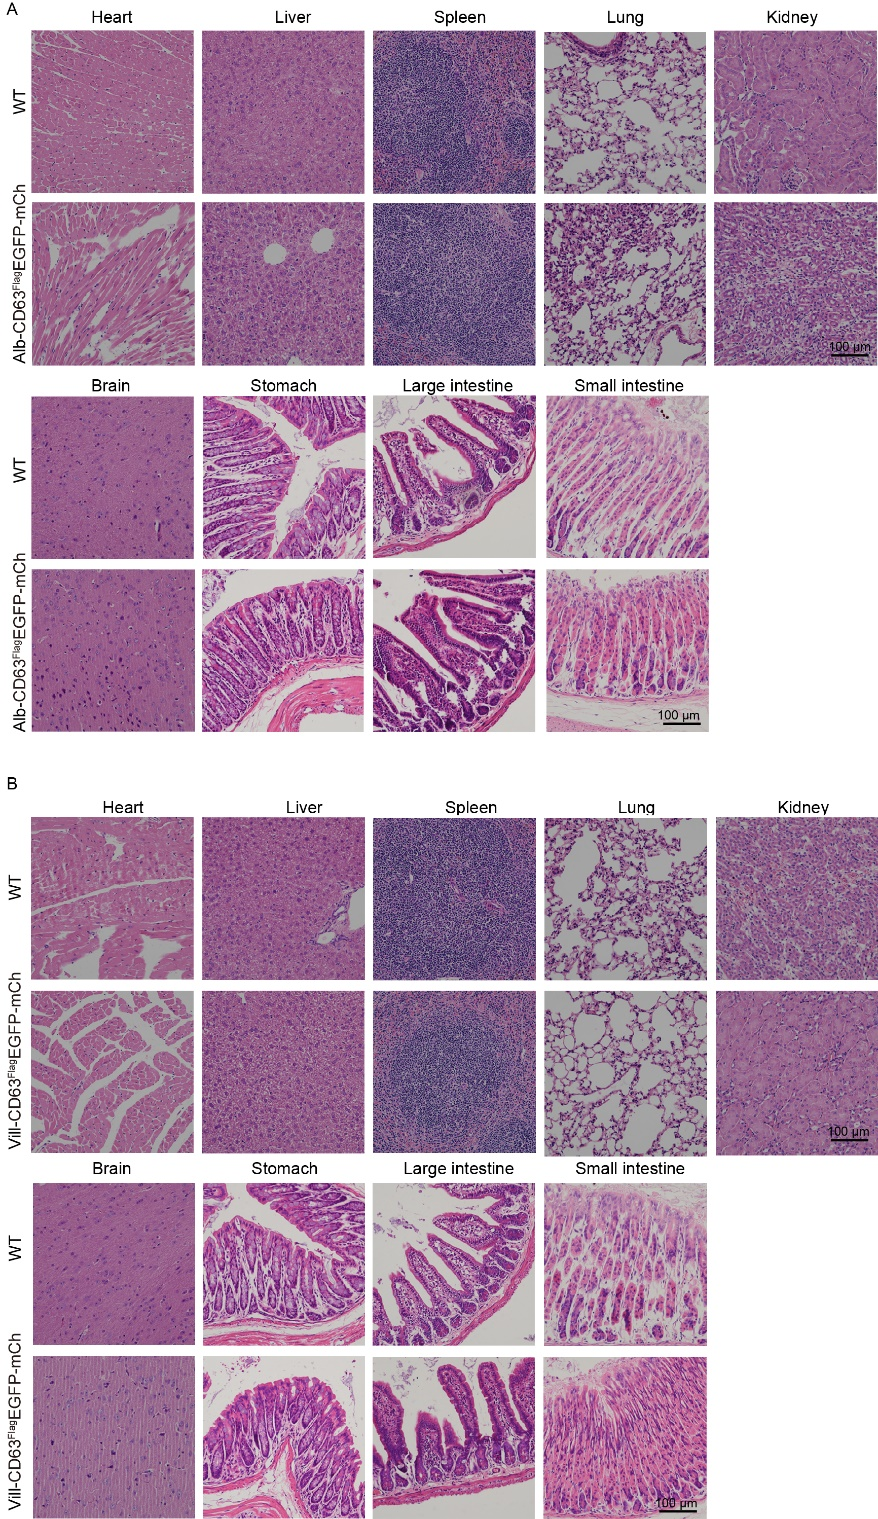 A
Heart Liver Spleen Lung Kidney
WT
Alb-CD63FlagEGFP-mCh
100 µm
Brain Stomach Large intestine Small intestine
WT
Alb-CD63FlagEGFP-mCh
100 µm
B
Heart Liver Spleen Lung Kidney
WT
Vill-CD63FlagEGFP-mCh
100 µm
Brain Stomach Large intestine Small intestine
WT
Vill-CD63FlagEGFP-mCh
100 µm